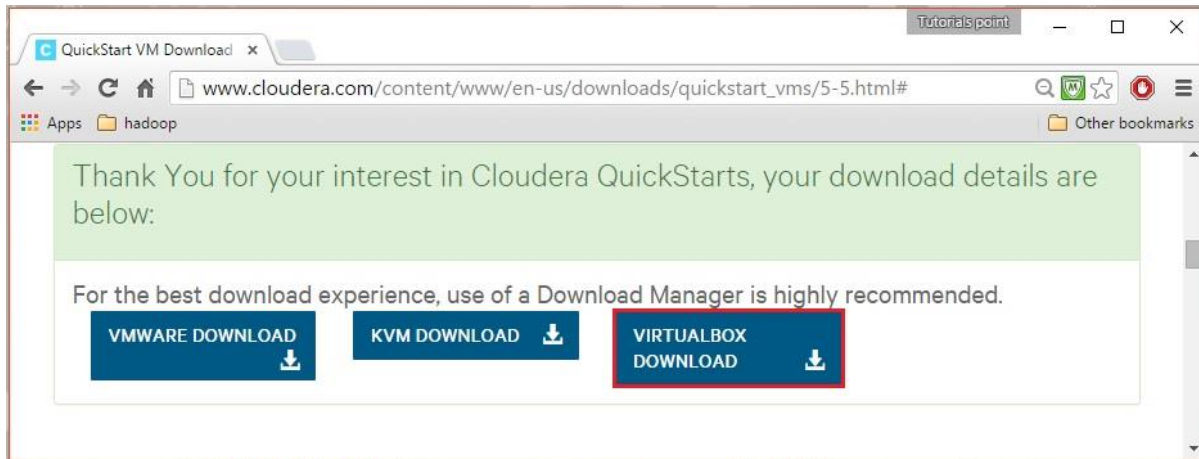 Tutorials point
C QuickStart VM Download
www.cloudera.com/content/www/en-us/downloads/quickstart_vms/5-5.html#
Apps hadoop Other bookmarks
Thank You for your interest in Cloudera QuickStarts, your download details are
below:
For the best download experience, use of a Download Manager is highly recommended.
VMWARE DOWNLOAD
KVM DOWNLOAD
VIRTUALBOX
DOWNLOAD